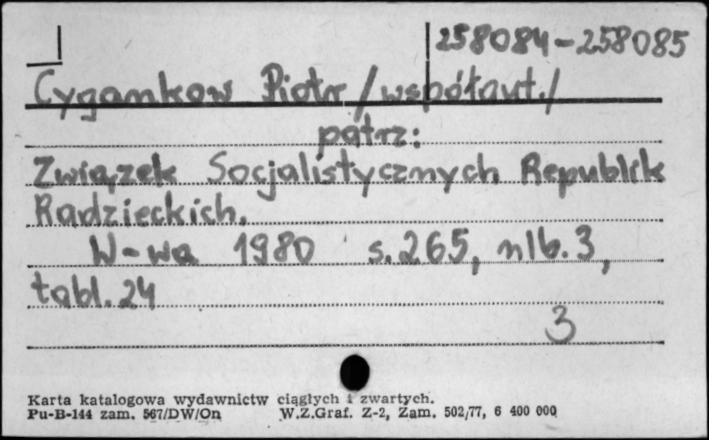 258084-258085
Cygankow Piotr /współaut./
patrz:
Związek Socjalistycznych Republik
Radzieckich.
W-wa 1980 s.265, nlb.3,
tabl.24
3
Karta katalogowa wydawnictw ciągłych i zwartych.
Pu-B-144 zam. 567/DW/On W.Z.Graf. Z-2, Zam. 502/77, 6 400 000